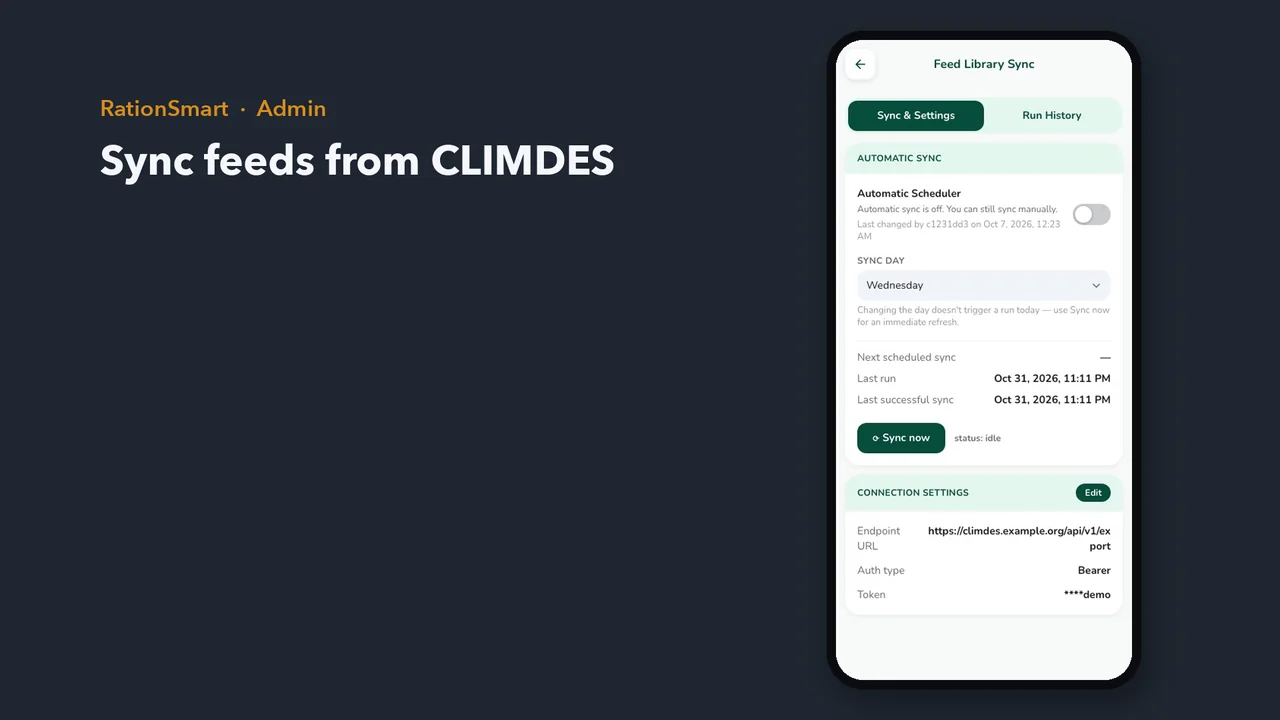 RationSmart · Admin
Sync feeds from CLIMDES
Feed Library Sync
Sync & Settings
Run History
AUTOMATIC SYNC
Automatic Scheduler
Automatic sync is off. You can still sync manually.
Last changed by c1231dd3 on Oct 7, 2026, 12:23
AM
SYNC DAY
Wednesday
Changing the day doesn't trigger a run today — use Sync now
for an immediate refresh.
Next scheduled sync —
Last run Oct 31, 2026, 11:11 PM
Last successful sync Oct 31, 2026, 11:11 PM
⟳ Sync now status: idle
CONNECTION SETTINGS Edit
Endpoint https://climdes.example.org/api/v1/ex
URL port
Auth type Bearer
Token ****demo